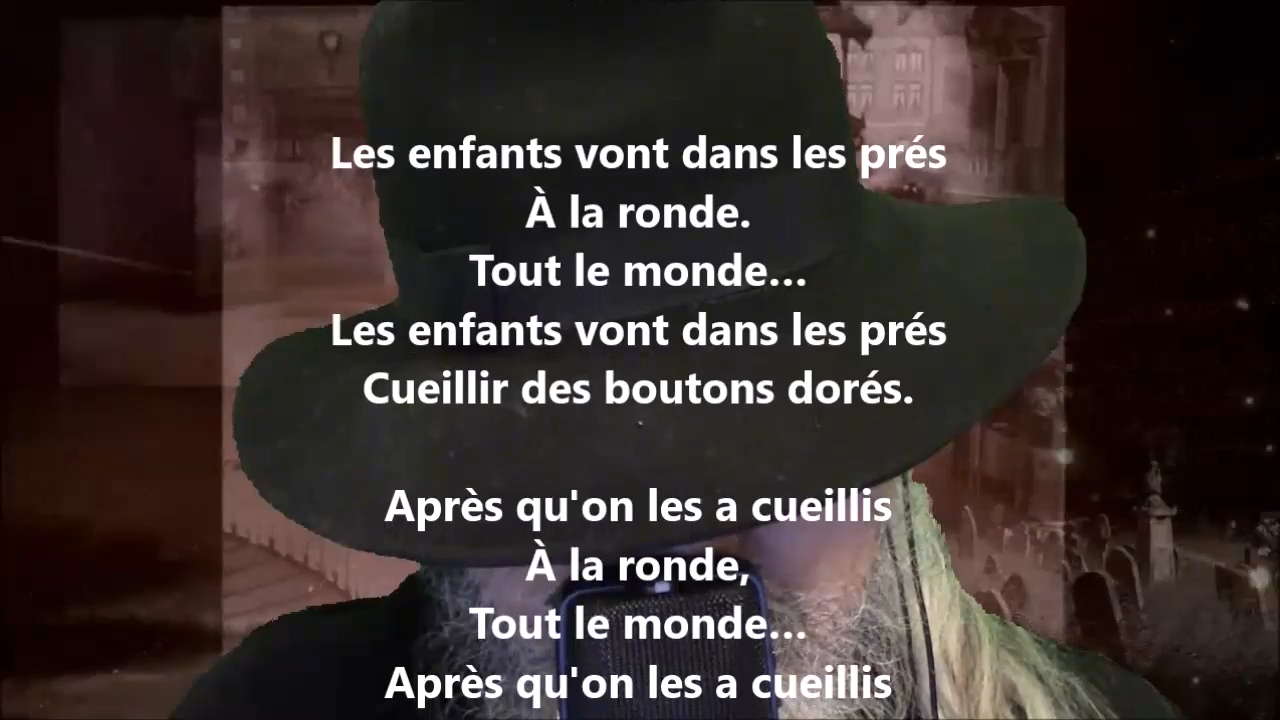 Les enfants vont dans les prés
À la ronde.
Tout le monde...
Les enfants vont dans les prés
Cueillir des boutons dorés.
Après qu'on les a cueillis
À la ronde,
Tout le monde...
Après qu'on les a cueillis